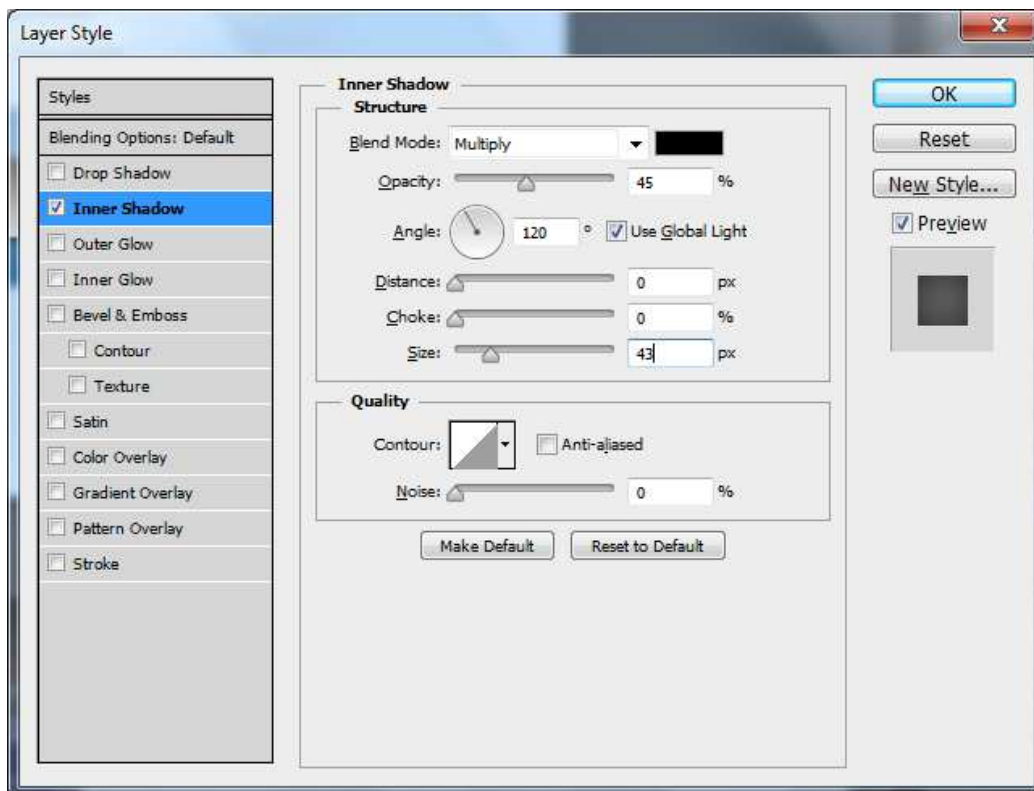 Layer Style
Styles
Blending Options: Default
Drop Shadow
Inner Shadow
Outer Glow
Inner Glow
Bevel & Emboss
Contour
Texture
Satin
Color Overlay
Gradient Overlay
Pattern Overlay
Stroke
Inner Shadow
Structure
Blend Mode: Multiply
Opacity: 45 %
Angle: 120 ° Use Global Light
Distance: 0 px
Choke: 0 %
Size: 43 px
Quality
Contour: Anti-aliased
Noise: 0 %
Make Default Reset to Default
OK
Reset
New Style...
Preview